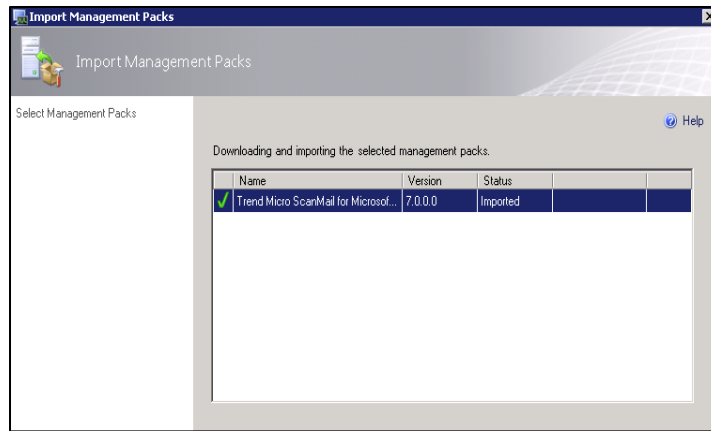 Import Management Packs
Import Management Packs
Select Management Packs
Help
Downloading and importing the selected management packs.
Name Version Status
Trend Micro ScanMail for Microsof... 7.0.0.0 Imported